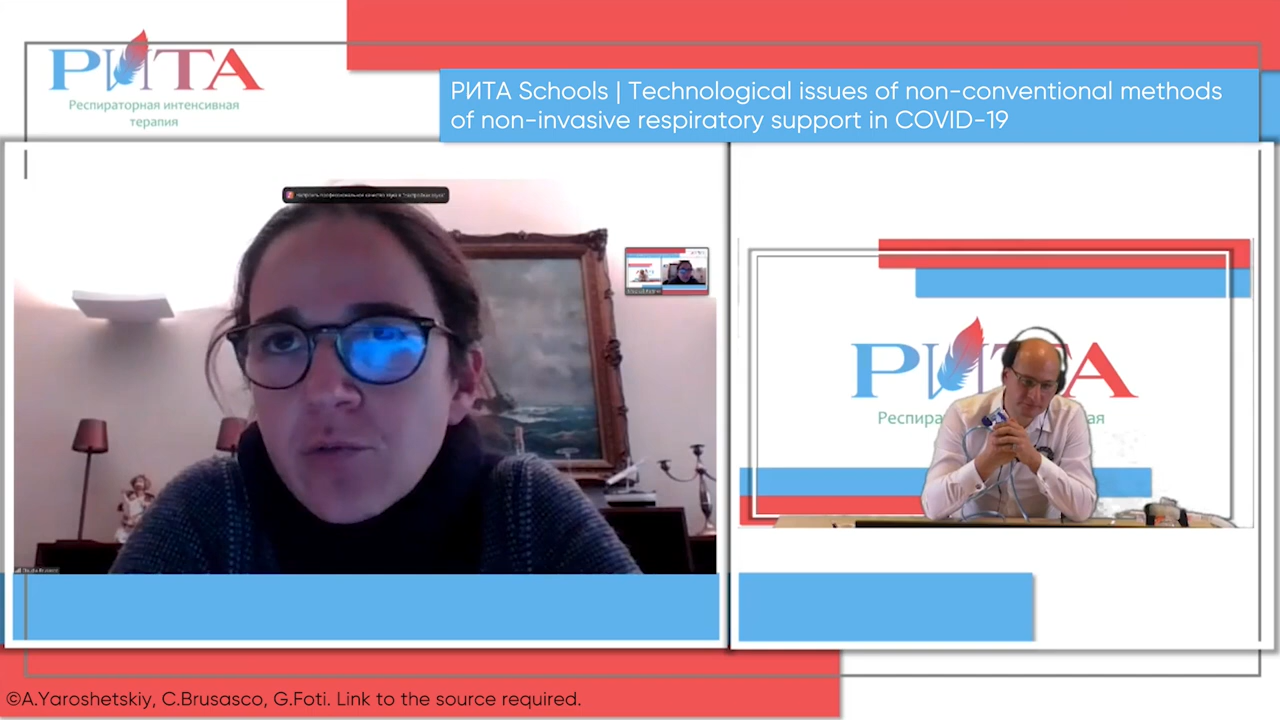 РИТА
Респираторная интенсивная
терапия
РИТА Schools | Technological issues of non-conventional methods
of non-invasive respiratory support in COVID-19
РИТА
©A.Yaroshetskiy, C.Brusasco, G.Foti. Link to the source required.